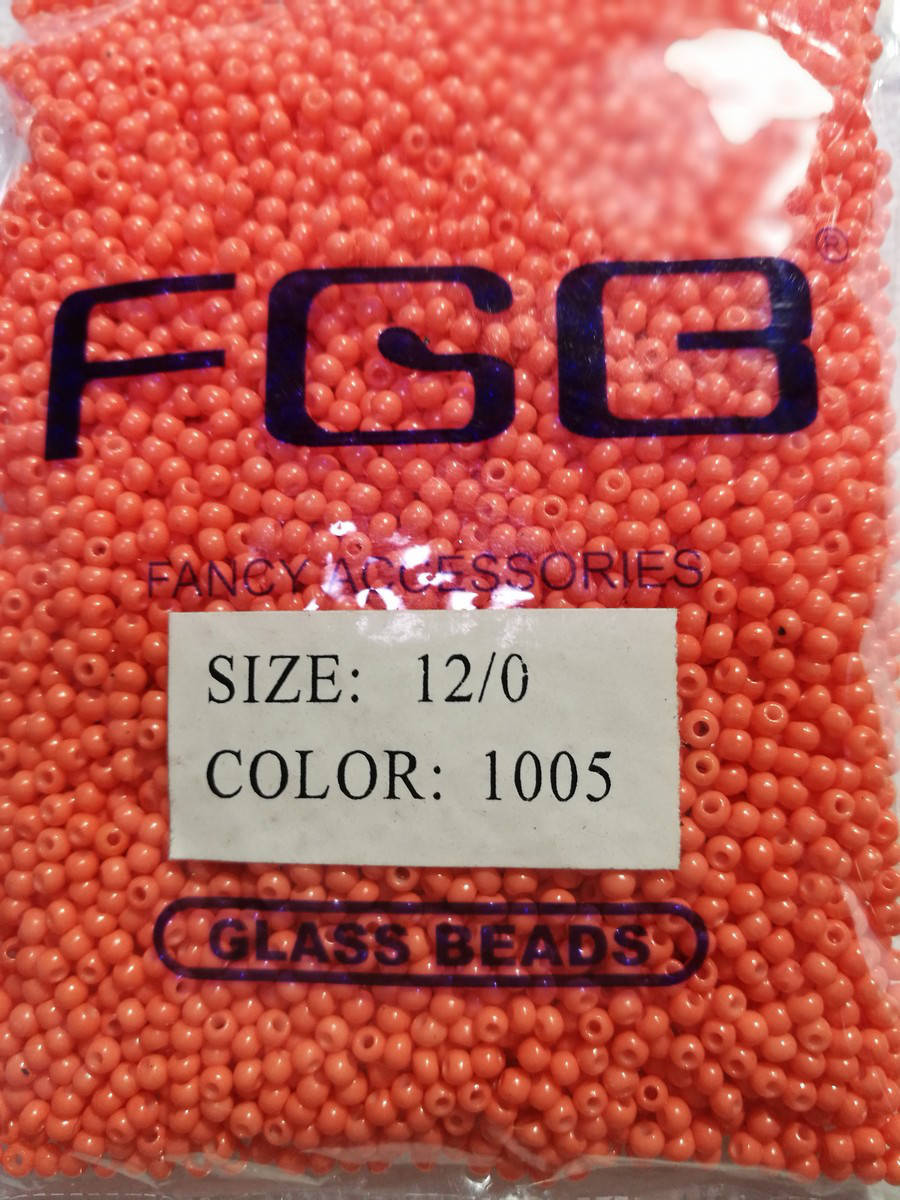 FGB®
FANCY ACCESSORIES
SIZE: 12/0
COLOR: 1005
GLASS BEADS